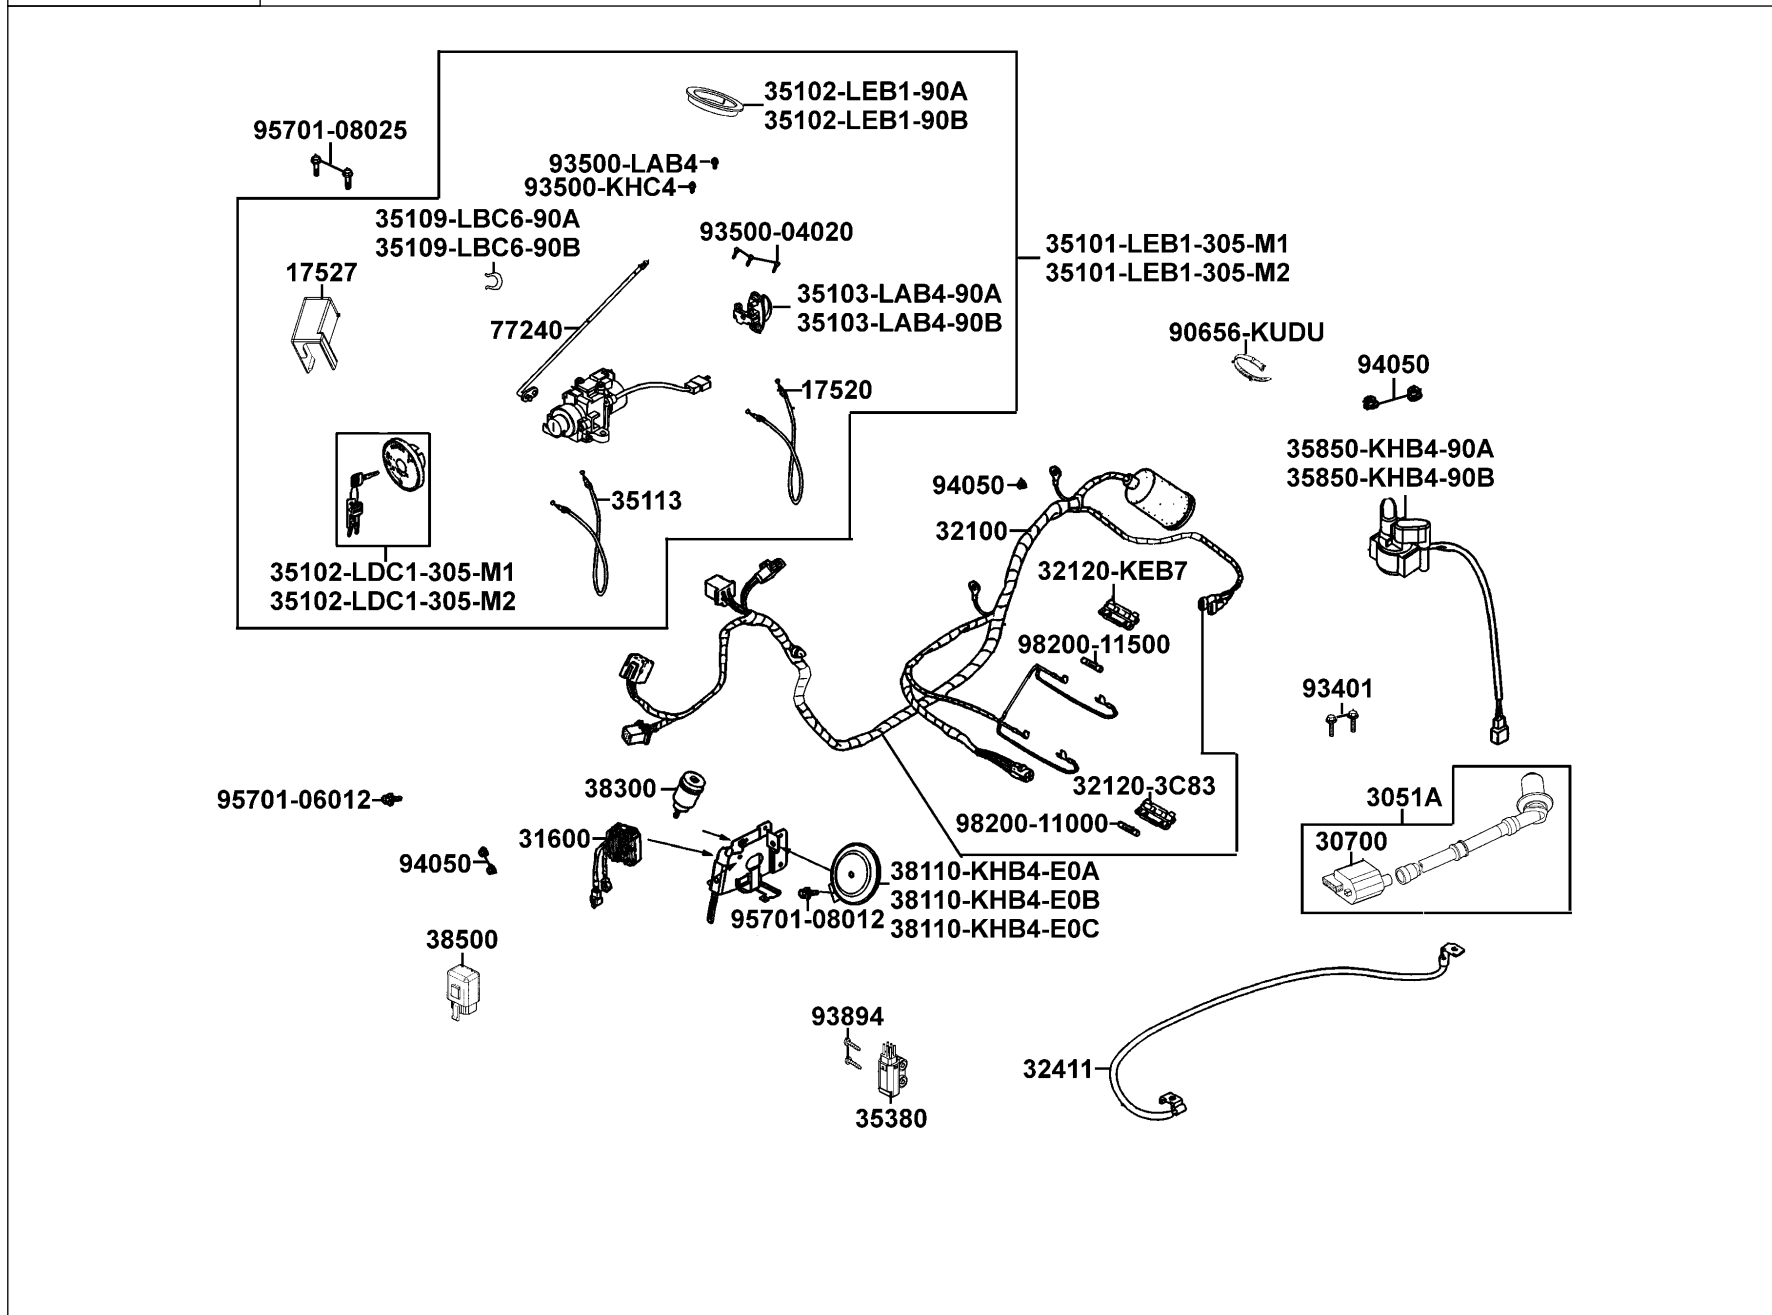 35102-LEB1-90A
35102-LEB1-90B
95701-08025
93500-LAB4
93500-KHC4
35109-LBC6-90A
35109-LBC6-90B
93500-04020
35101-LEB1-305-M1
35101-LEB1-305-M2
17527
35103-LAB4-90A
35103-LAB4-90B
77240
90656-KUDU
94050
17520
35850-KHB4-90A
35850-KHB4-90B
94050
35113
32100
35102-LDC1-305-M1
35102-LDC1-305-M2
32120-KEB7
98200-11500
93401
38300
32120-3C83
95701-06012
3051A
98200-11000
31600
30700
94050
38110-KHB4-E0A
38110-KHB4-E0B
38110-KHB4-E0C
95701-08012
38500
93894
32411
35380